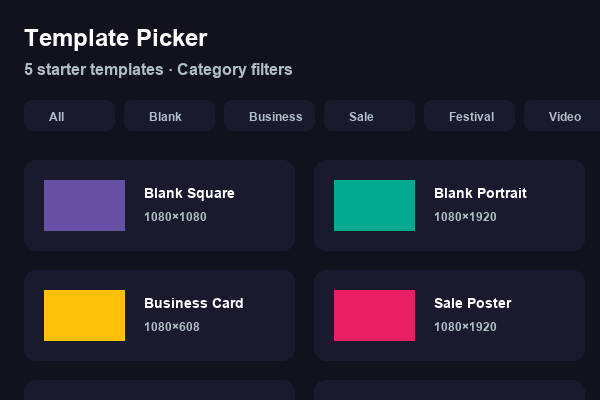 Template Picker
5 starter templates · Category filters
All Blank Business Sale Festival Video
Blank Square Blank Portrait
1080×1080 1080×1920
Business Card Sale Poster
1080×608 1080×1920